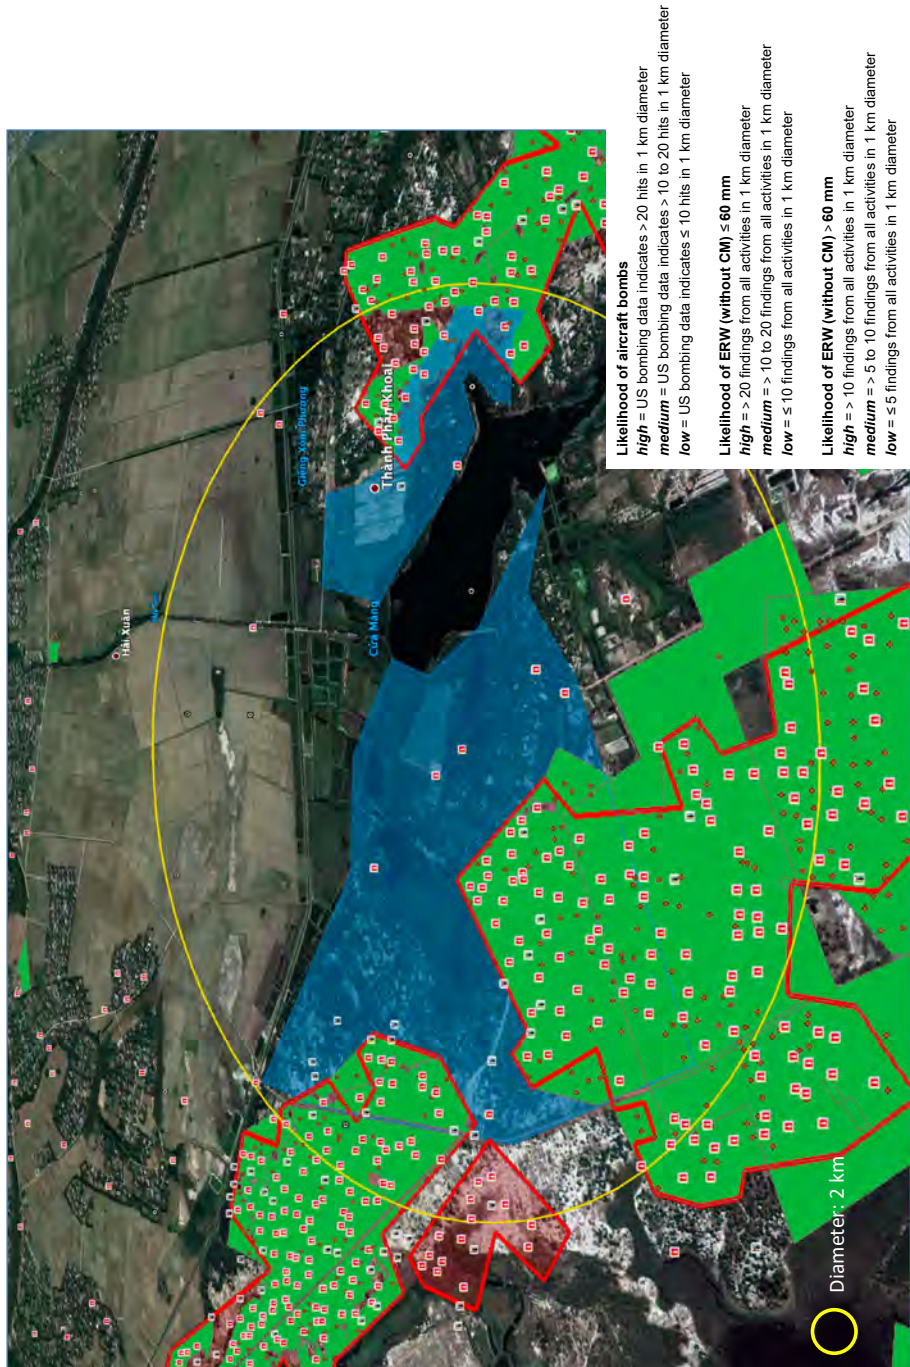 Hải Xuân
Giếng Xóm Phường
Cửa Màng
Thành Phần Khoai
Diameter: 2 km
Likelihood of aircraft bombs
high = US bombing data indicates > 20 hits in 1 km diameter
medium = US bombing data indicates > 10 to 20 hits in 1 km diameter
low = US bombing data indicates ≤ 10 hits in 1 km diameter
Likelihood of ERW (without CM) ≤ 60 mm
high = > 20 findings from all activities in 1 km diameter
medium = > 10 to 20 findings from all activities in 1 km diameter
low = ≤ 10 findings from all activities in 1 km diameter
Likelihood of ERW (without CM) > 60 mm
high = > 10 findings from all activities in 1 km diameter
medium = > 5 to 10 findings from all activities in 1 km diameter
low = ≤ 5 findings from all activities in 1 km diameter